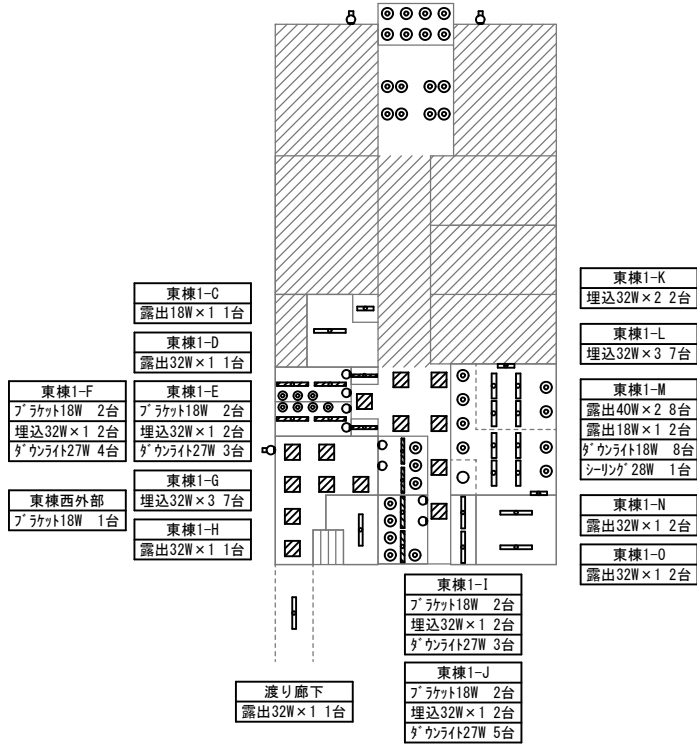 東棟1-C
露出18W×1 1台
東棟1-D
露出32W×1 1台
東棟1-F
ブラケット18W 2台
埋込32W×1 2台
ダウンライト27W 4台
東棟1-E
ブラケット18W 2台
埋込32W×1 2台
ダウンライト27W 3台
東棟1-G
埋込32W×3 7台
東棟西外部
ブラケット18W 1台
東棟1-H
露出32W×1 1台
渡り廊下
露出32W×1 1台
東棟1-I
ブラケット18W 2台
埋込32W×1 2台
ダウンライト27W 3台
東棟1-J
ブラケット18W 2台
埋込32W×1 2台
ダウンライト27W 5台
東棟1-K
埋込32W×2 2台
東棟1-L
埋込32W×3 7台
東棟1-M
露出40W×2 8台
露出18W×1 2台
ダウンライト18W 8台
シーリング28W 1台
東棟1-N
露出32W×1 2台
東棟1-O
露出32W×1 2台